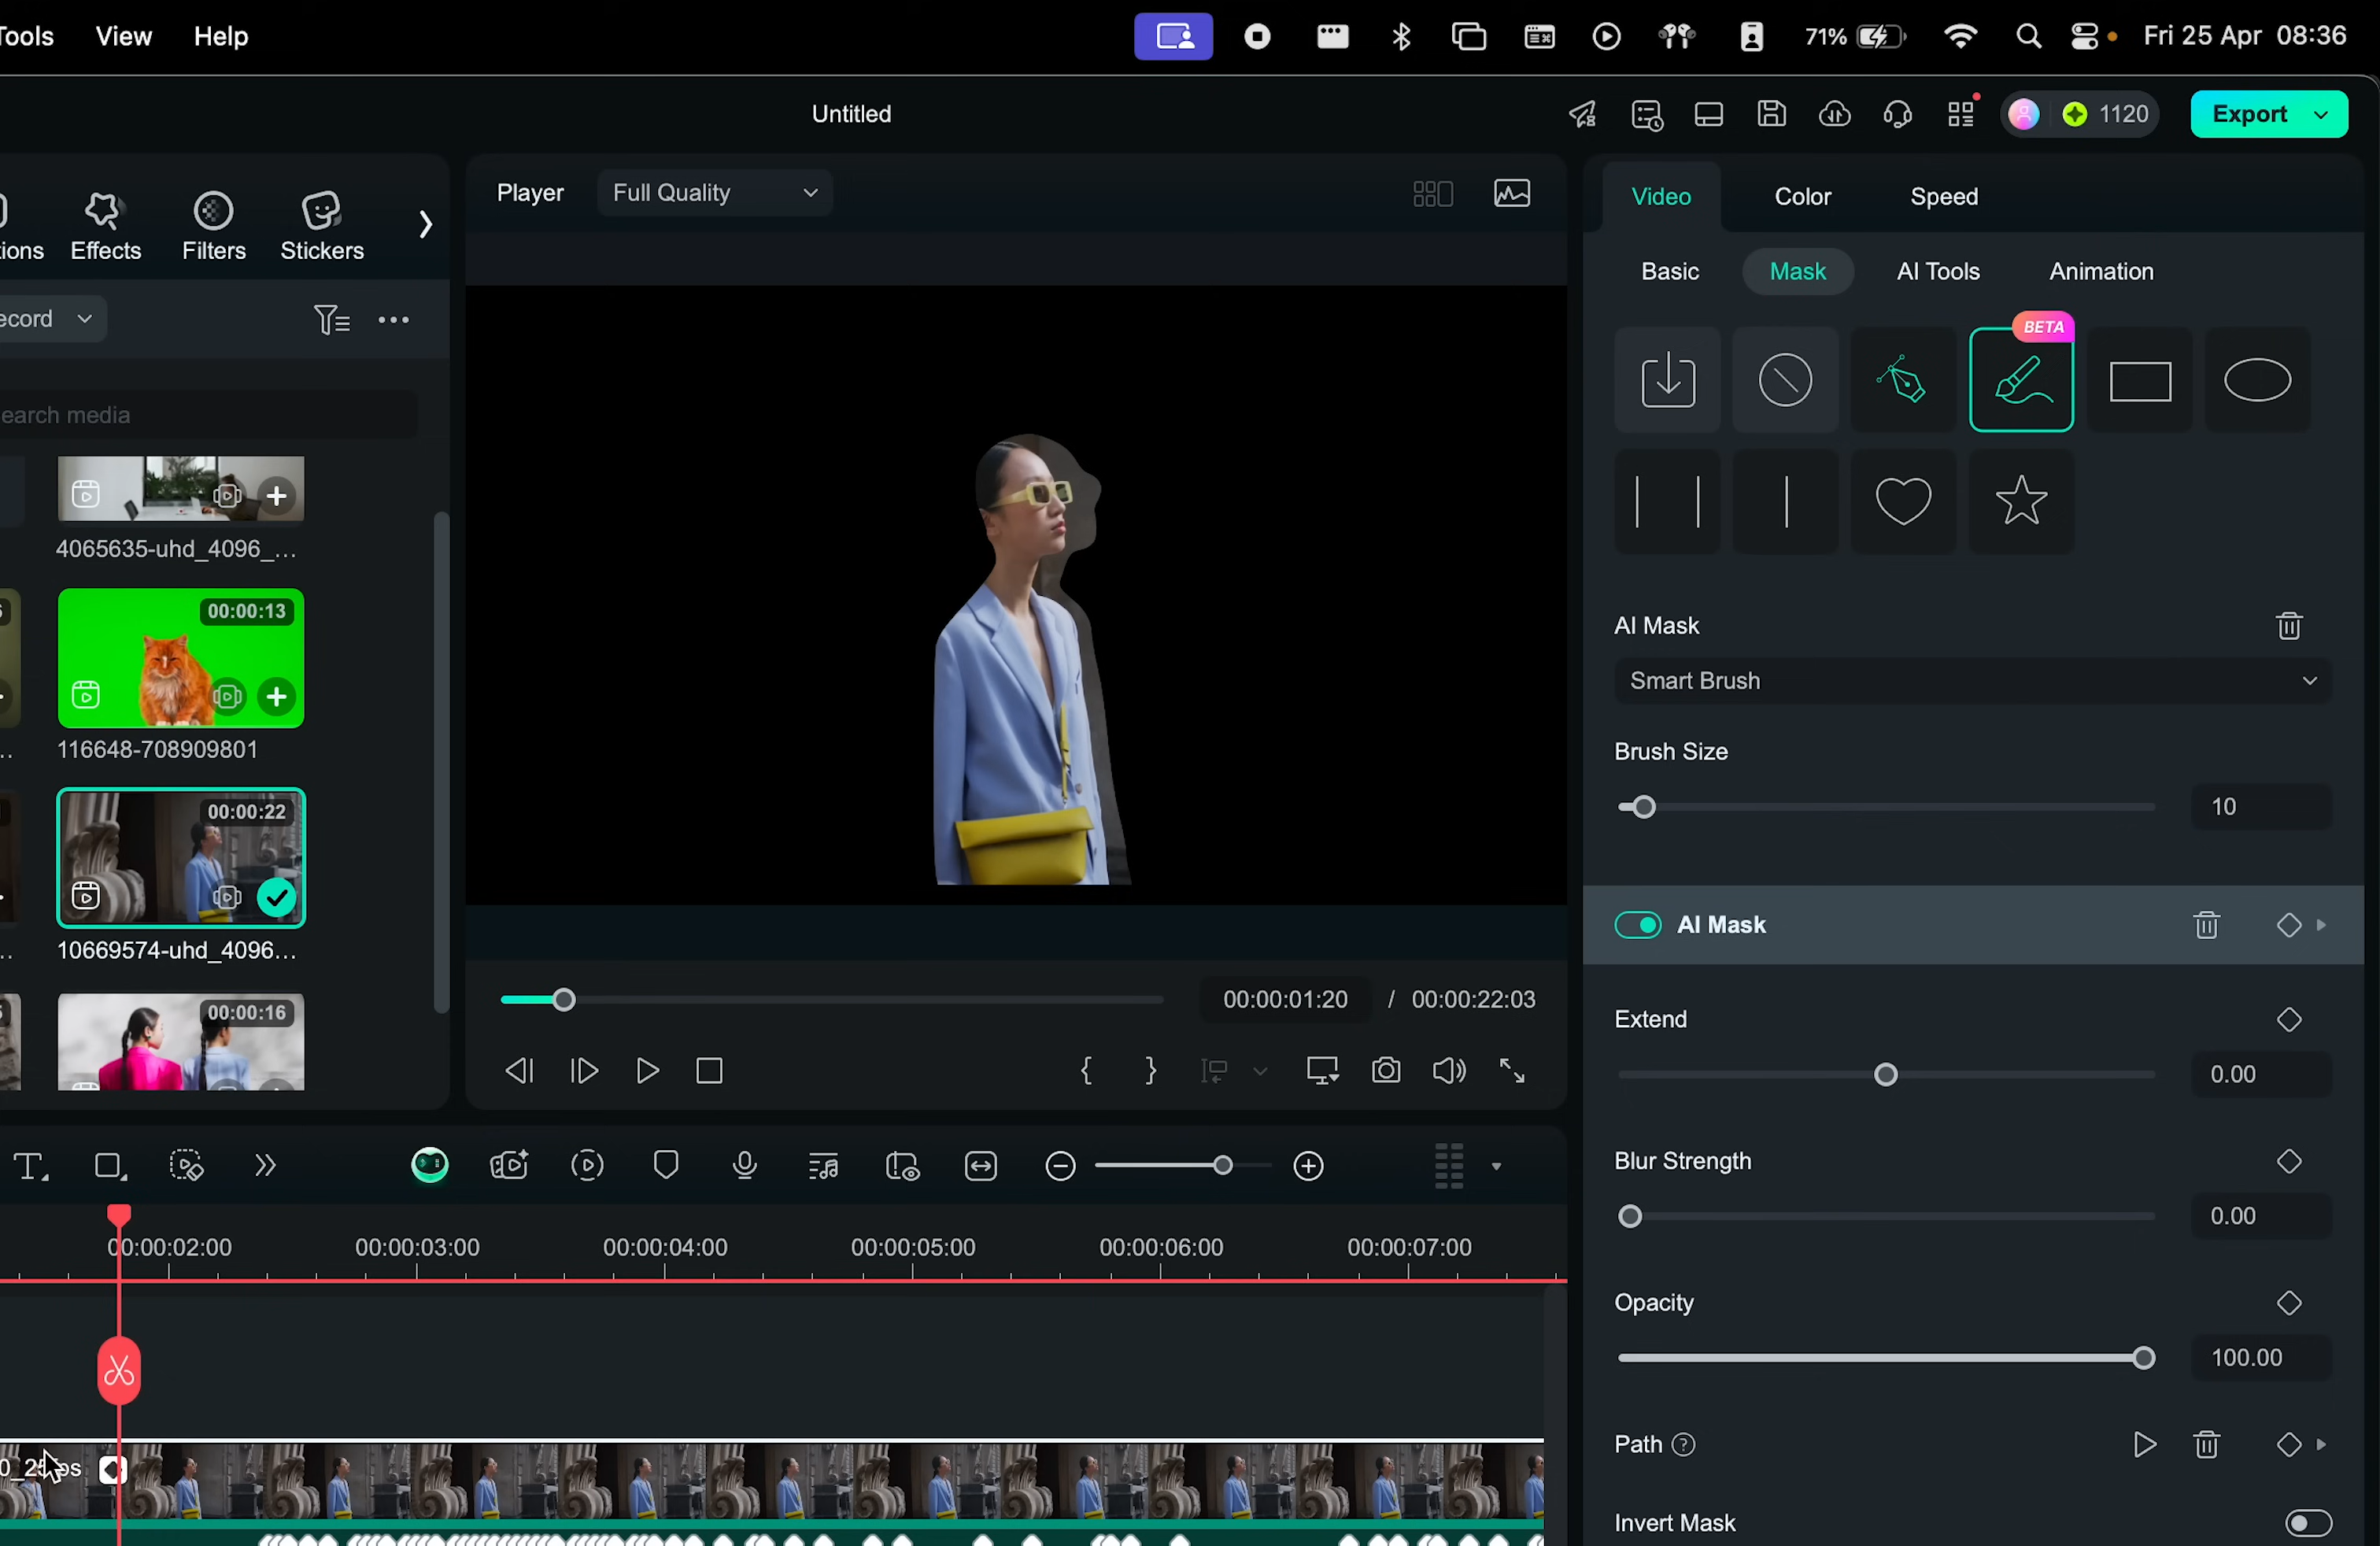 Tools View Help 71% Fri 25 Apr 08:36
Untitled 1120 Export
Player Full Quality
Video Color Speed
Effects Filters Stickers
Basic Mask AI Tools Animation
BETA
AI Mask
Smart Brush
Brush Size
10
4065635-uhd_4096_...
00:00:13
116648-708909801
00:00:22
10669574-uhd_4096...
00:00:16
00:00:01:20 / 00:00:22:03
AI Mask
Extend
0.00
Blur Strength
0.00
Opacity
100.00
Path ?
Invert Mask
00:00:02:00 00:00:03:00 00:00:04:00 00:00:05:00 00:00:06:00 00:00:07:00